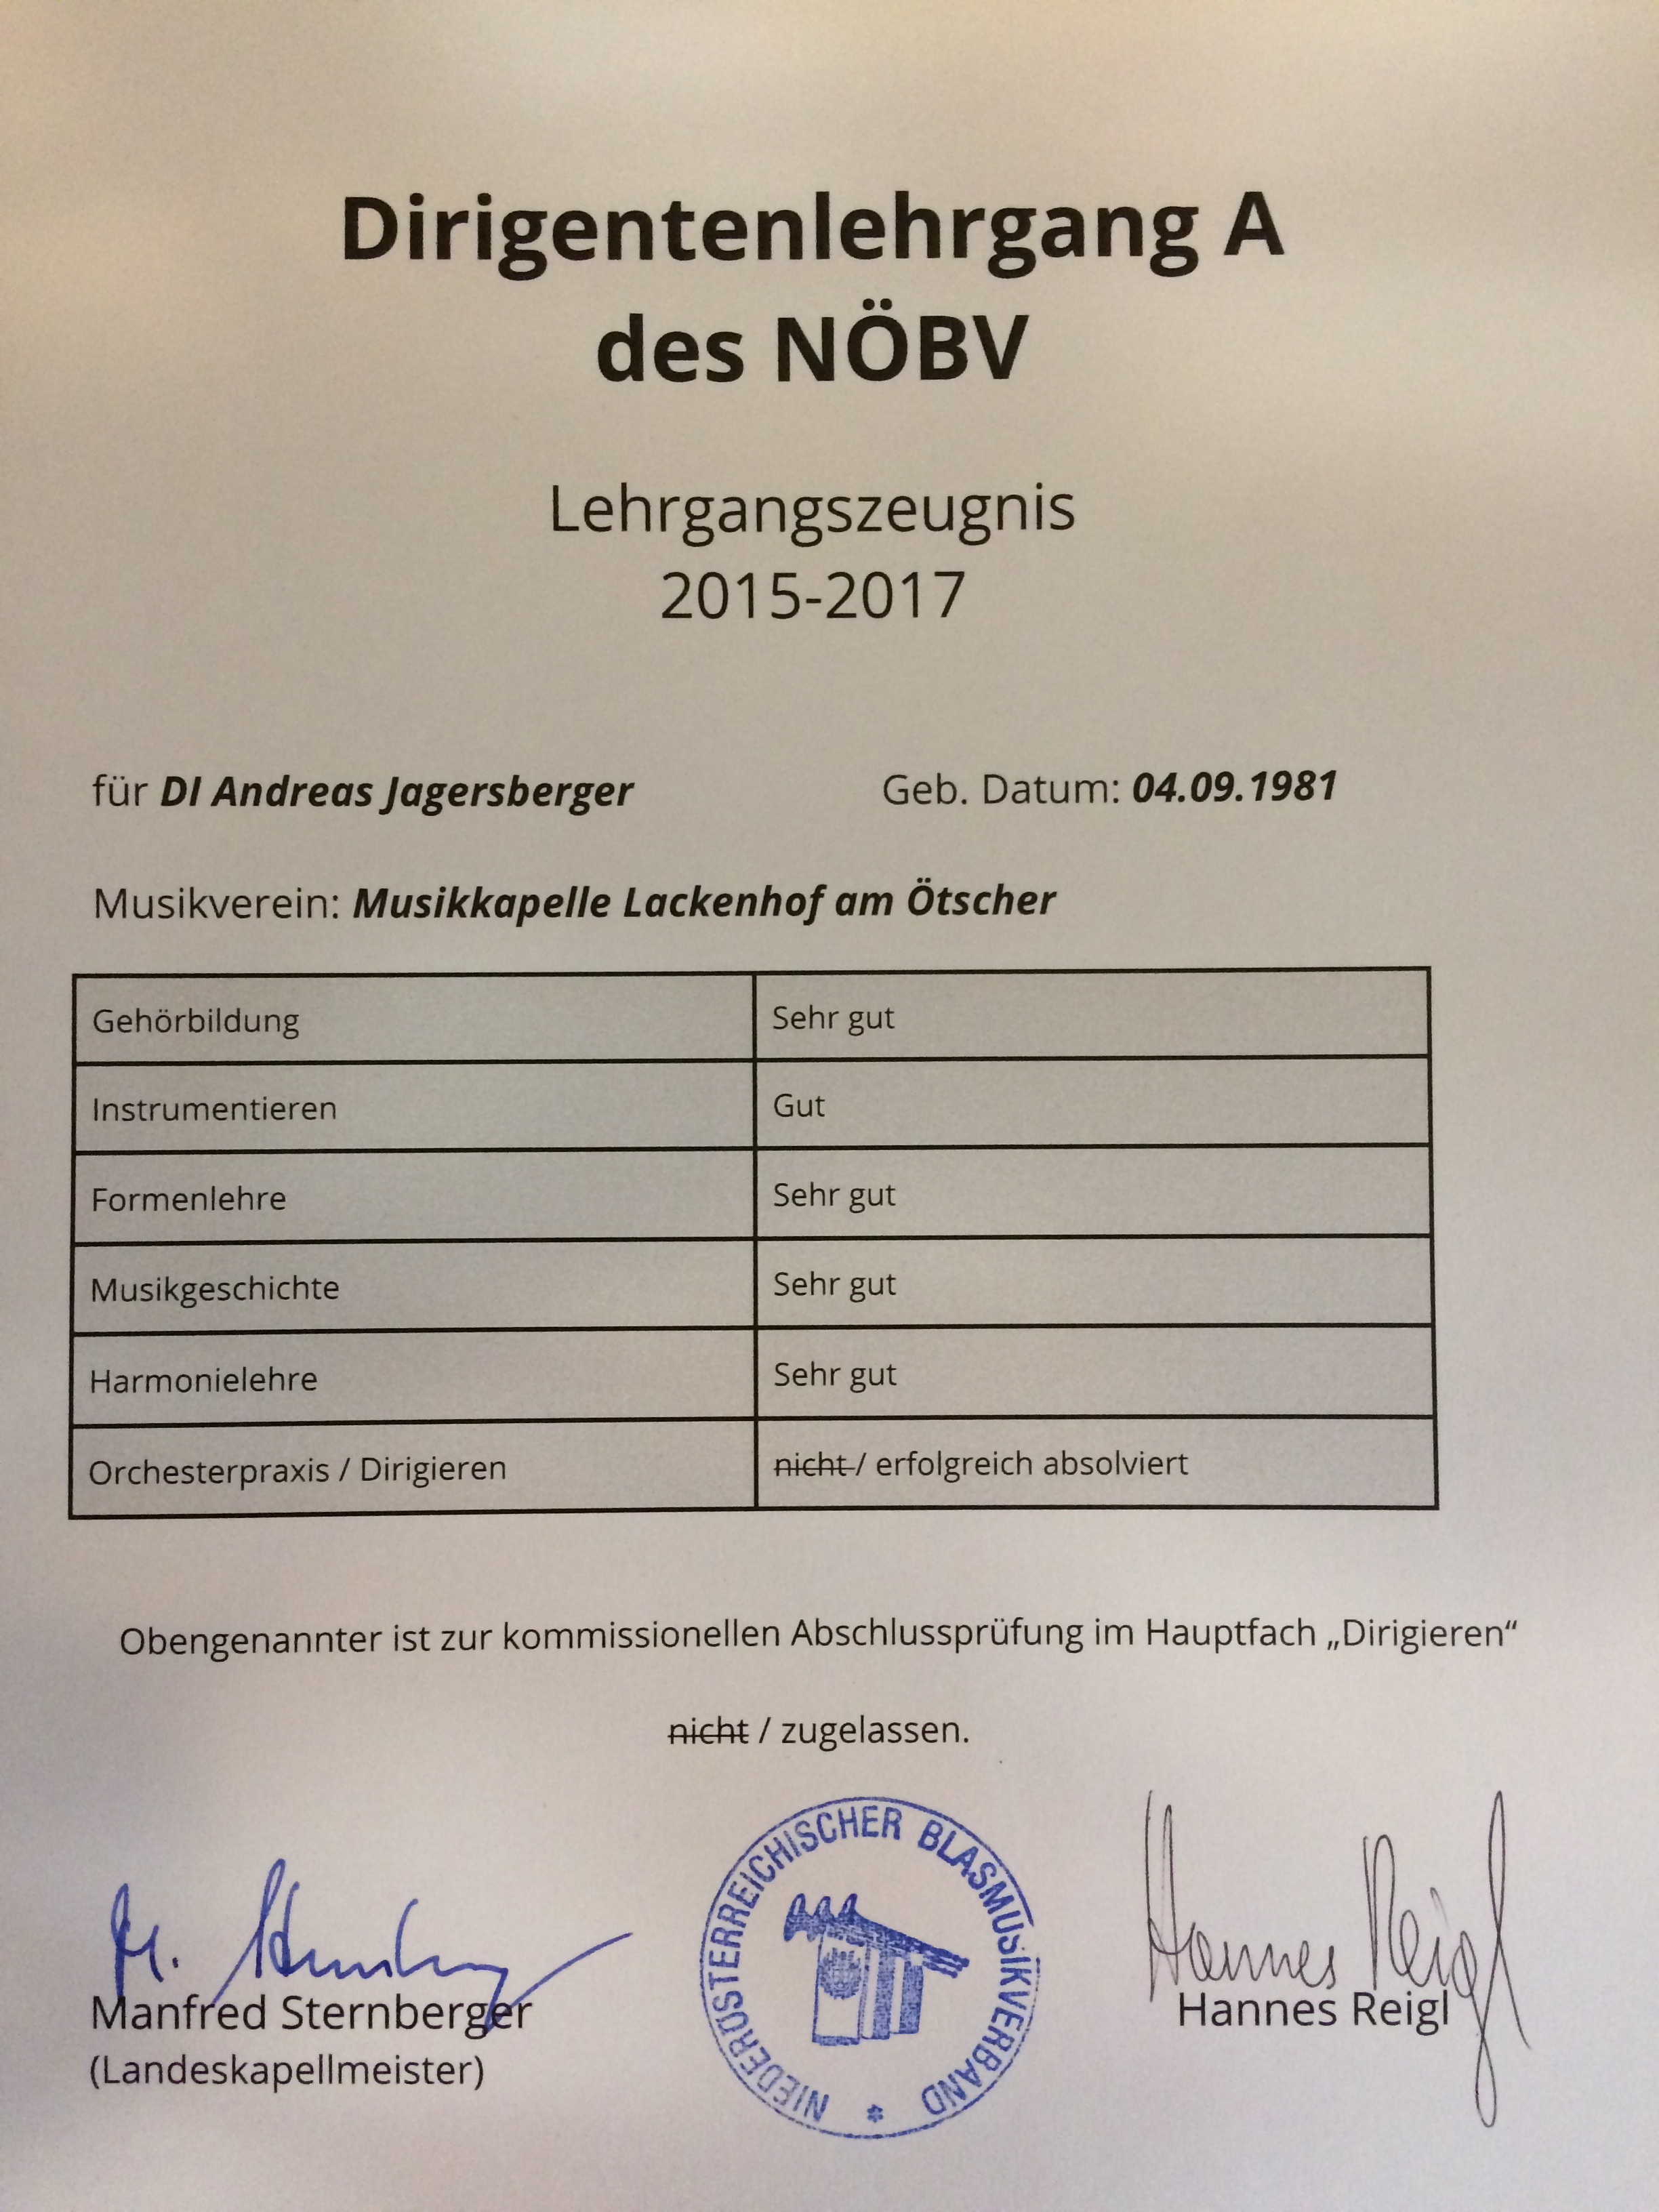 Dirigentenlehrgang A
des NÖBV
Lehrgangszeugnis
2015-2017
für DI Andreas Jagersberger Geb. Datum: 04.09.1981
Musikverein: Musikkapelle Lackenhof am Ötscher
Gehörbildung Sehr gut
Instrumentieren Gut
Formenlehre Sehr gut
Musikgeschichte Sehr gut
Harmonielehre Sehr gut
Orchesterpraxis / Dirigieren nicht / erfolgreich absolviert
Obengenannter ist zur kommissionellen Abschlussprüfung im Hauptfach „Dirigieren“
nicht / zugelassen.
NIEDERÖSTERREICHISCHER BLASMUSIKVERBAND *
M. Sternberger Hannes Reigl
Manfred Sternberger Hannes Reigl
(Landeskapellmeister)